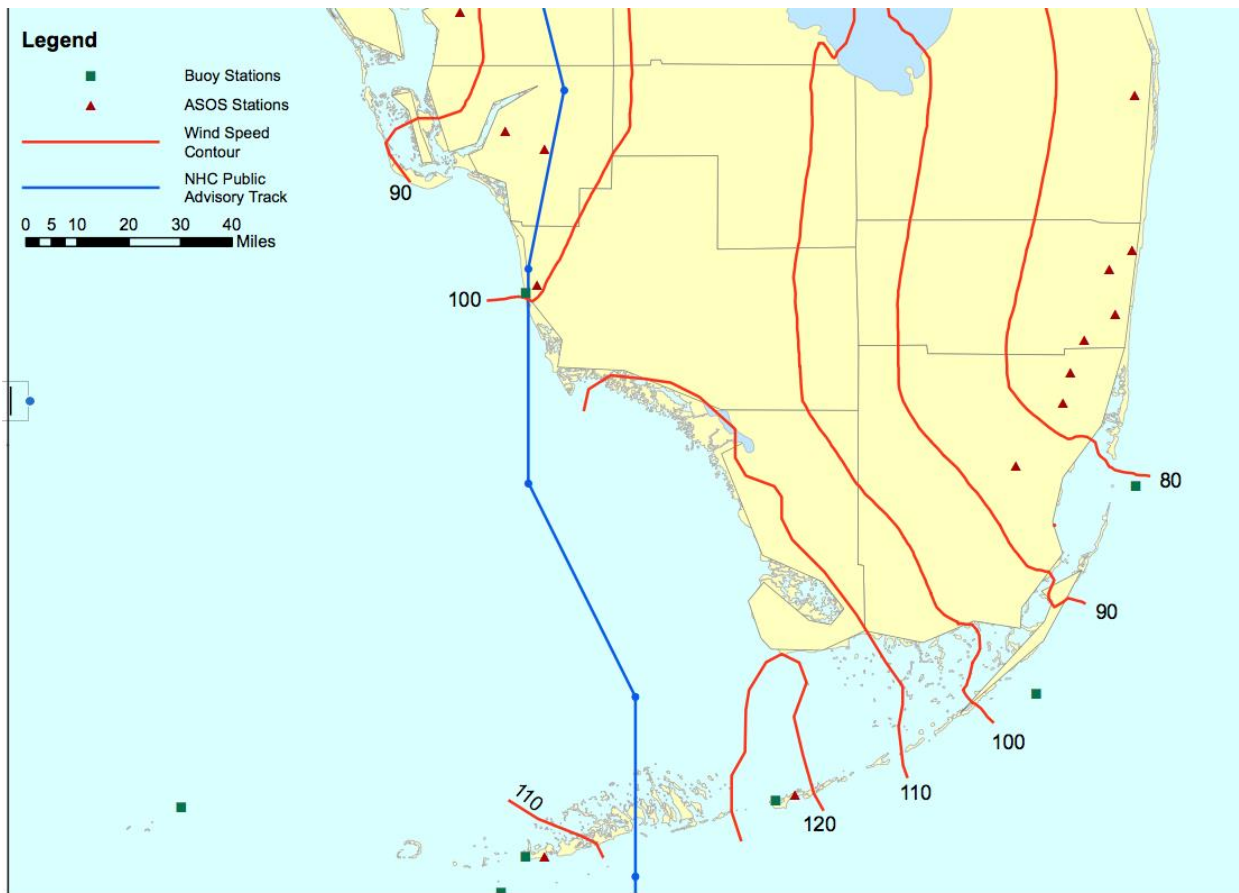 Legend
Buoy Stations
ASOS Stations
Wind Speed
Contour
NHC Public
Advisory Track
0 5 10 20 30 40
Miles
90
100
80
90
100
110
110
120